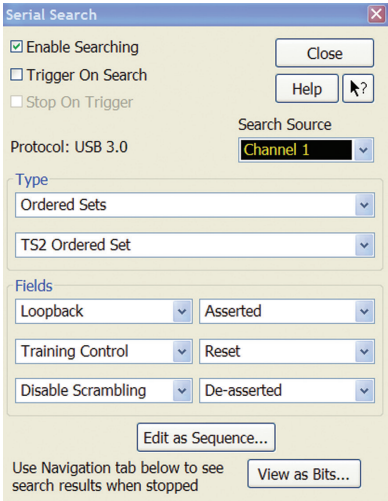 Serial Search
Enable Searching
Close
Trigger On Search
Help
?
Stop On Trigger
Search Source
Protocol: USB 3.0
Channel 1
Type
Ordered Sets
TS2 Ordered Set
Fields
Loopback
Asserted
Training Control
Reset
Disable Scrambling
De-asserted
Edit as Sequence...
Use Navigation tab below to see
search results when stopped
View as Bits...